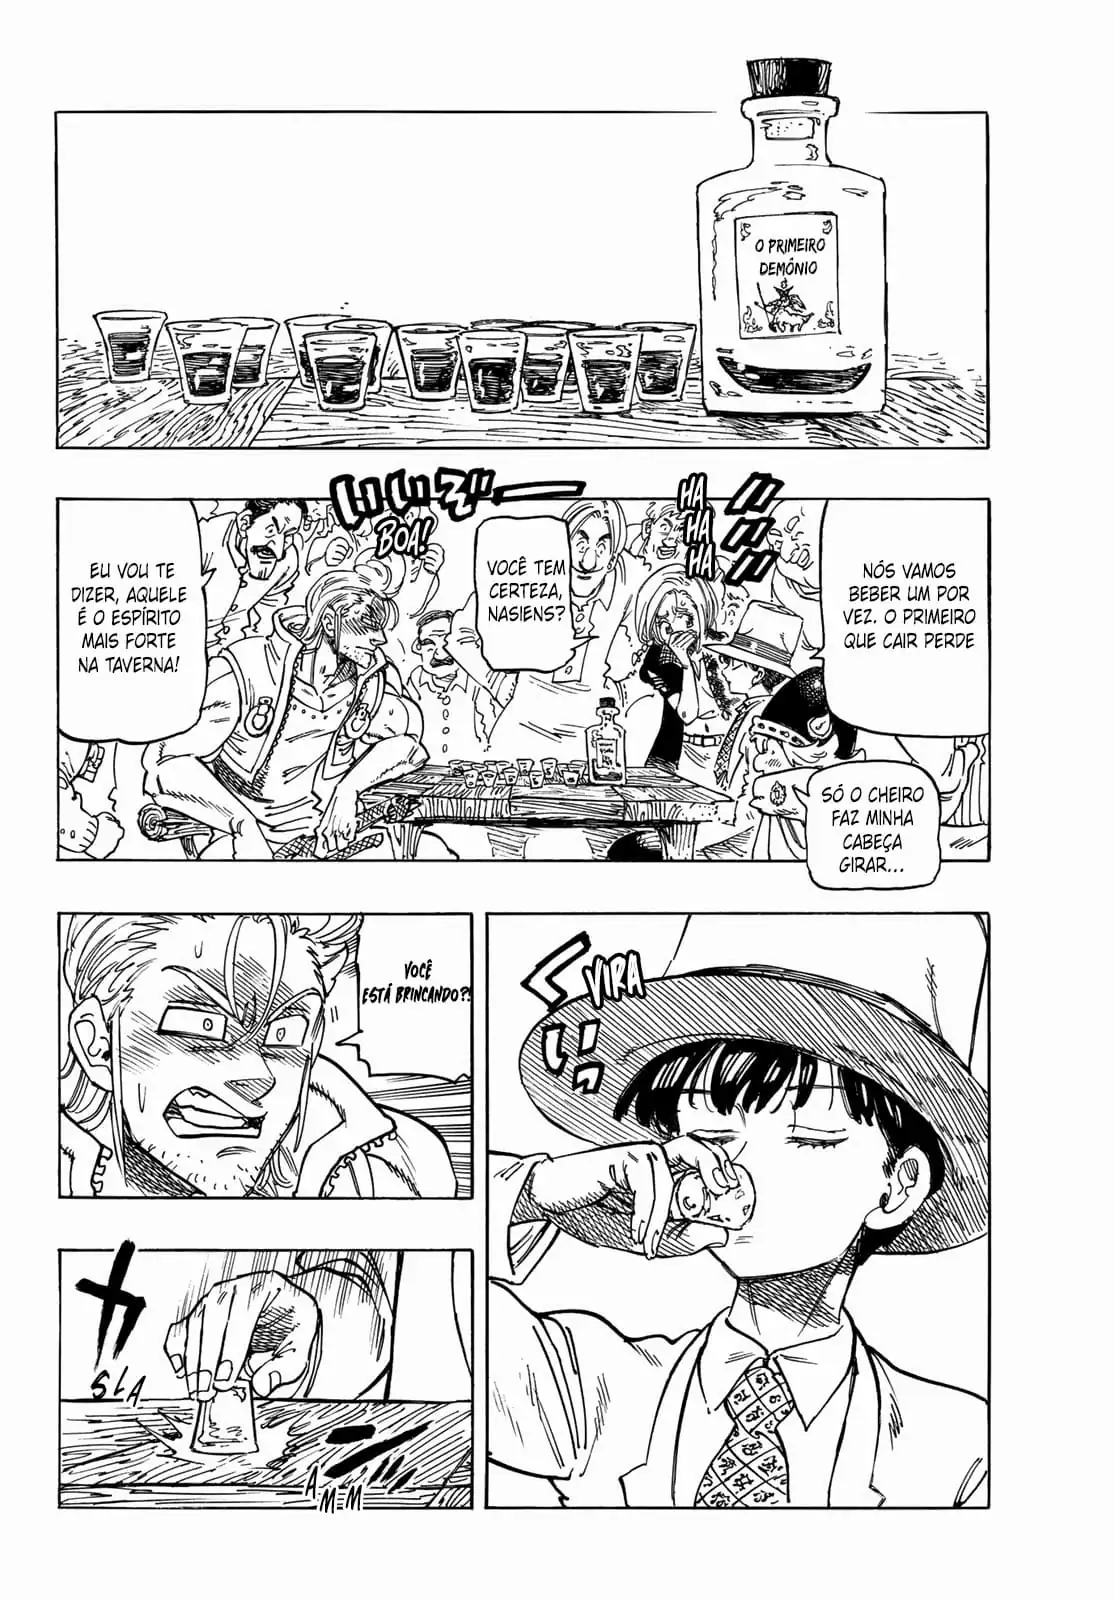 O PRIMEIRO
DEMÔNIO
NÓS VAMOS
BEBER UM POR
VEZ. O PRIMEIRO
QUE CAIR PERDE
HA
HA
HA
VOCÊ TEM
CERTEZA,
NASIENS?
BOA!
EU VOU TE
DIZER, AQUELE
É O ESPÍRITO
MAIS FORTE
NA TAVERNA!
SÓ O CHEIRO
FAZ MINHA
CABEÇA
GIRAR...
VIRA
VOCÊ
ESTÁ BRINCANDO?!
SLA
AMM